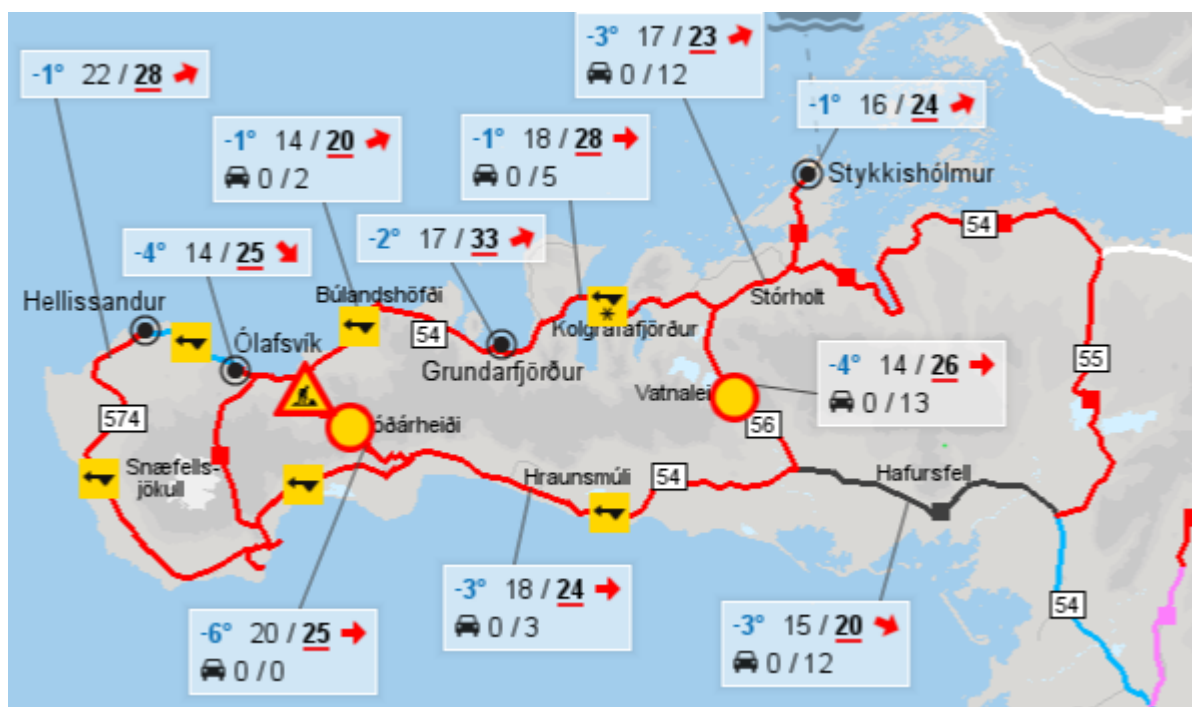 -3° 17 / 23
0 / 12
-1° 22 / 28
-1° 16 / 24
-1° 14 / 20
0 / 2
-1° 18 / 28
0 / 5
Stykkishólmur
-2° 17 / 33
54
-4° 14 / 25
Hellissandur
Búlandshöfði
Stórholt
Ólafsvík
54
Kolgrafafjörður
Grundarfjörður
55
-4° 14 / 26
0 / 13
Vatnalei
574
óðárheiði
56
Snæfells-
jökull
Hraunsmúli
54
Hafursfell
-3° 18 / 24
0 / 3
54
-6° 20 / 25
0 / 0
-3° 15 / 20
0 / 12